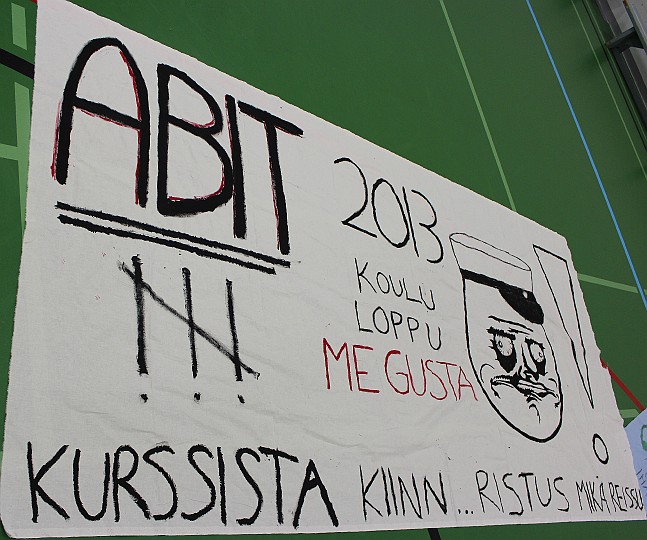 ABIT
!!!
2013
KOULU
LOPPU
ME GUSTA
!
KURSSISTA KIINN...RISTUS MIKÄ REISSU